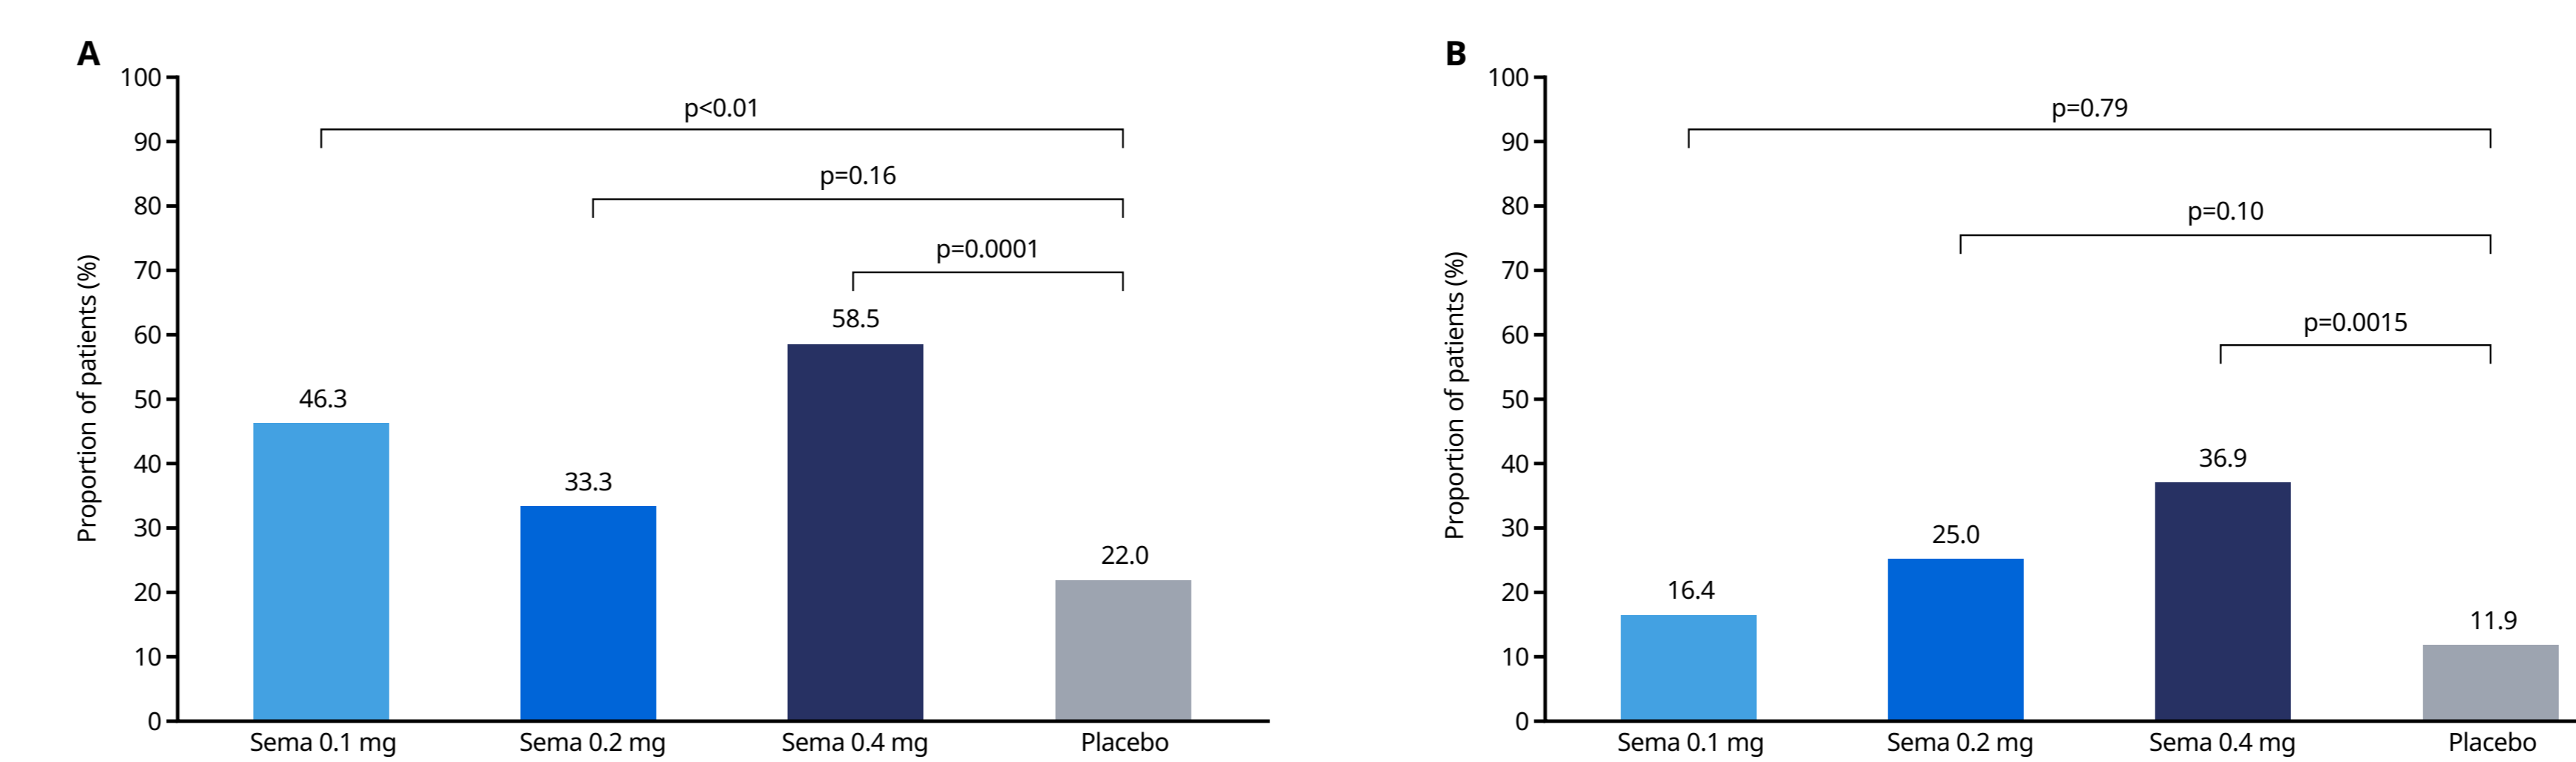 A
Proportion of patients (%)
100
90
80
70
60
50
40
30
20
10
0
p<0.01
p=0.16
p=0.0001
46.3
33.3
58.5
22.0
Sema 0.1 mg
Sema 0.2 mg
Sema 0.4 mg
Placebo
B
Proportion of patients (%)
100
90
80
70
60
50
40
30
20
10
0
p=0.79
p=0.10
p=0.0015
16.4
25.0
36.9
11.9
Sema 0.1 mg
Sema 0.2 mg
Sema 0.4 mg
Placebo